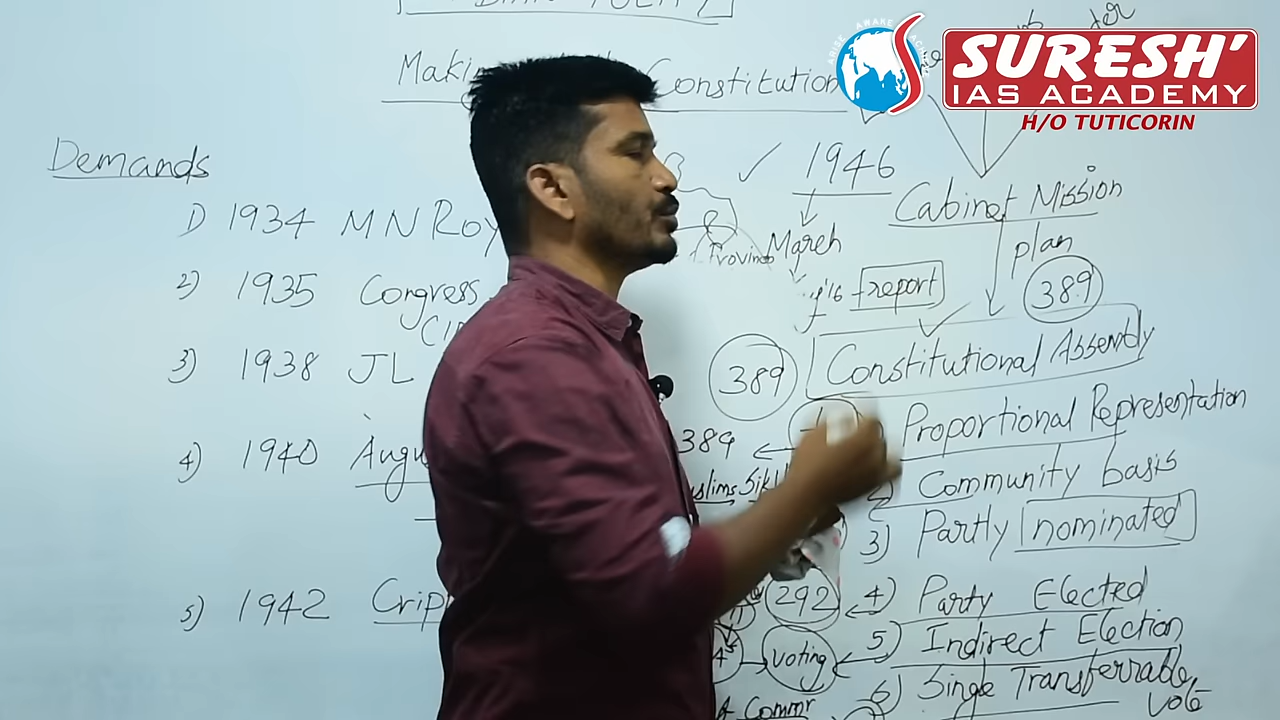 SURESH'
IAS ACADEMY
H/O TUTICORIN
Making Constitution
Demands
1) 1934 M N Roy
2) 1935 Congress
3) 1938 JL
4) 1940 Augu
5) 1942 Crip
1946
March
report
Province
Cabinet Mission
plan
389
389
Constitutional Assembly
389
Proportional Representation
2) Community basis
3) Partly nominated
4) Party Elected
292
5) Indirect Election
voting
6) Single Transferrable
Vote